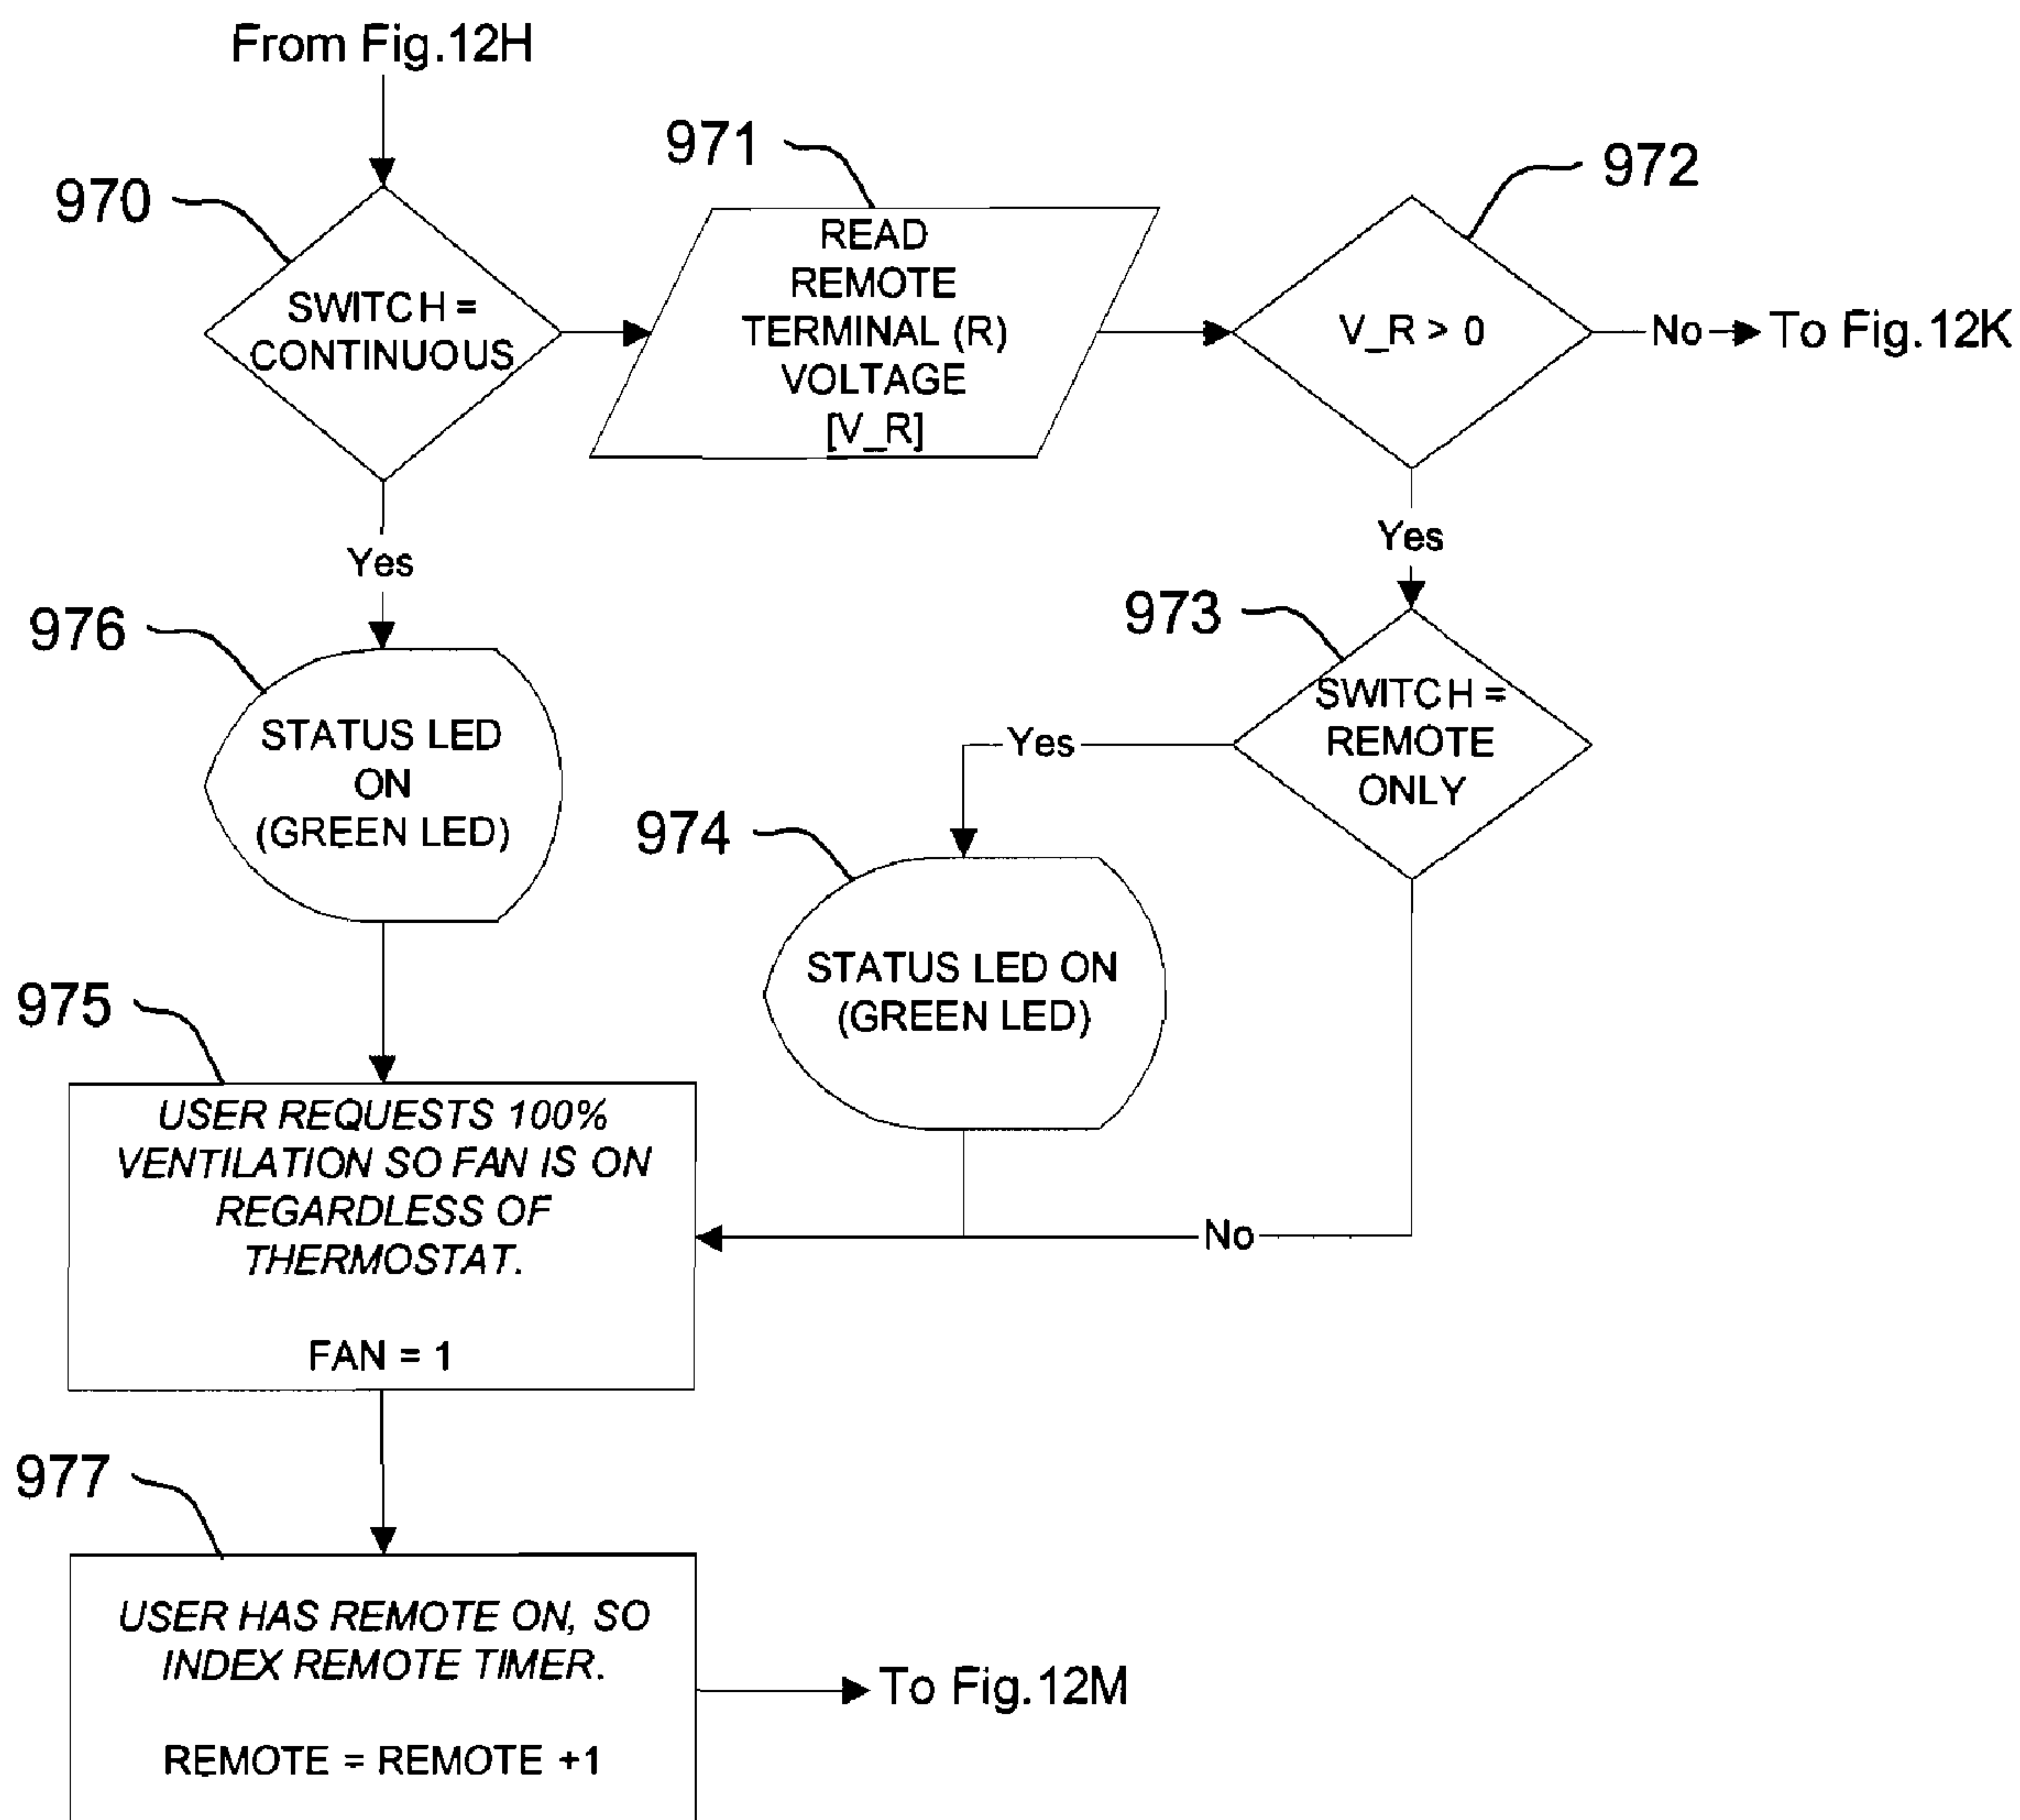 From Fig.12H
970
SWITCH =
CONTINUOUS
971
READ
REMOTE
TERMINAL (R)
VOLTAGE
[V_R]
972
V_R > 0
No
To Fig.12K
Yes
Yes
976
STATUS LED
ON
(GREEN LED)
973
SWITCH =
REMOTE
ONLY
Yes
974
STATUS LED ON
(GREEN LED)
No
975
USER REQUESTS 100%
VENTILATION SO FAN IS ON
REGARDLESS OF
THERMOSTAT.
FAN = 1
977
USER HAS REMOTE ON, SO
INDEX REMOTE TIMER.
REMOTE = REMOTE +1
To Fig.12M